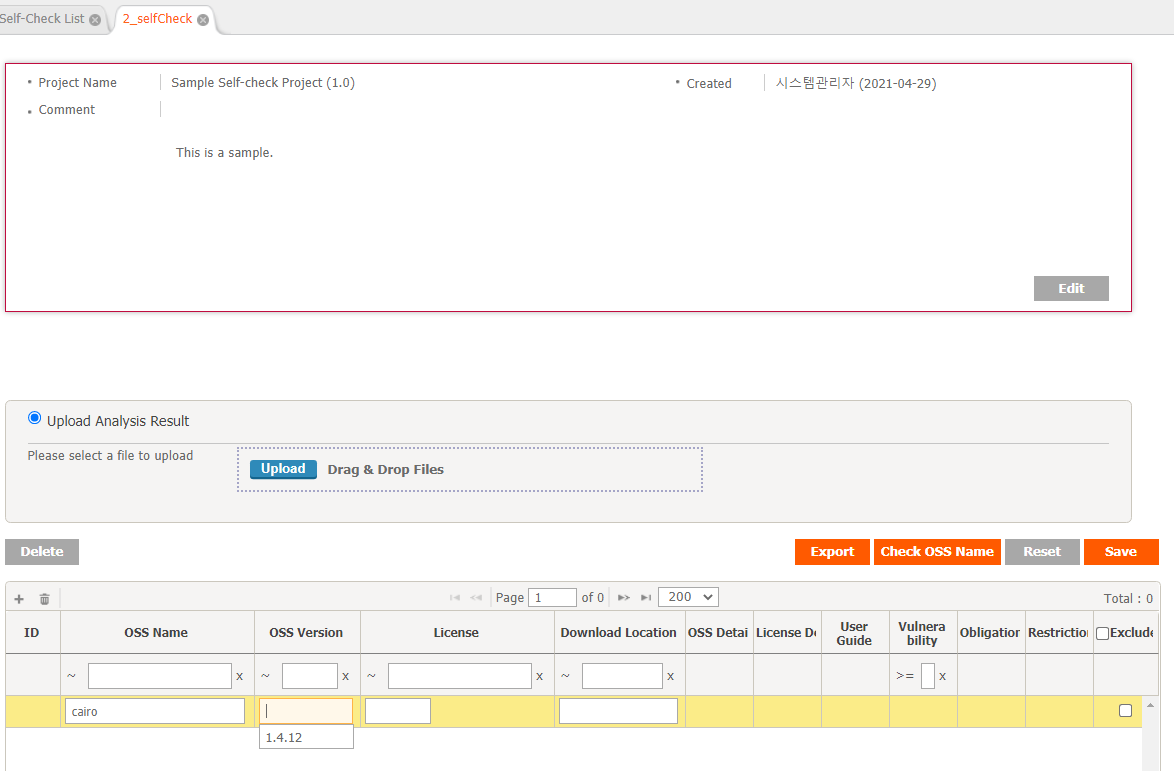 Self-Check List
2_selfCheck
Project Name
Sample Self-check Project (1.0)
Created
시스템관리자 (2021-04-29)
Comment
This is a sample.
Edit
Upload Analysis Result
Please select a file to upload
Upload
Drag & Drop Files
Delete
Export
Check OSS Name
Reset
Save
Page 1 of 0
200
Total : 0
ID
OSS Name
OSS Version
License
Download Location
OSS Detai
License De
User
Guide
Vulnera
bility
Obligation
Restriction
Exclude
~ x ~ x ~ x ~ x >= x
cairo
1.4.12